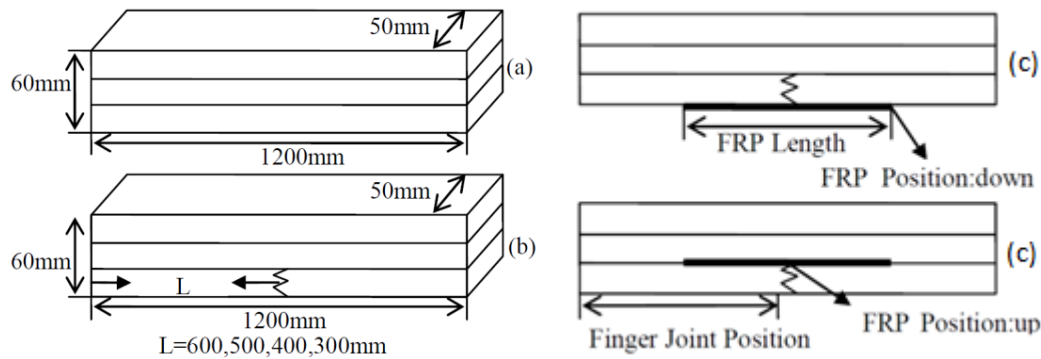 50mm
60mm
(a)
1200mm
50mm
60mm
(b)
L
1200mm
L=600,500,400,300mm
(c)
FRP Length
FRP Position:down
(c)
Finger Joint Position
FRP Position:up